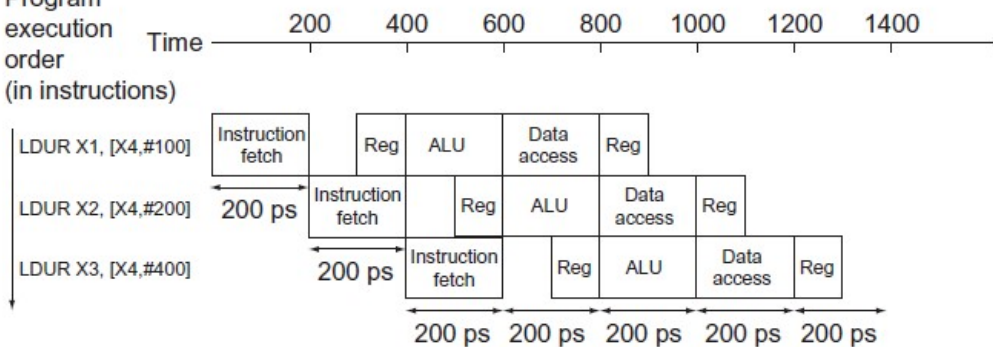 Program
execution
order
(in instructions)
Time
200 400 600 800 1000 1200 1400
LDUR X1, [X4,#100]
Instruction
fetch
Reg
ALU
Data
access
Reg
LDUR X2, [X4,#200]
200 ps
Instruction
fetch
Reg
ALU
Data
access
Reg
LDUR X3, [X4,#400]
200 ps
Instruction
fetch
Reg
ALU
Data
access
Reg
200 ps 200 ps 200 ps 200 ps 200 ps